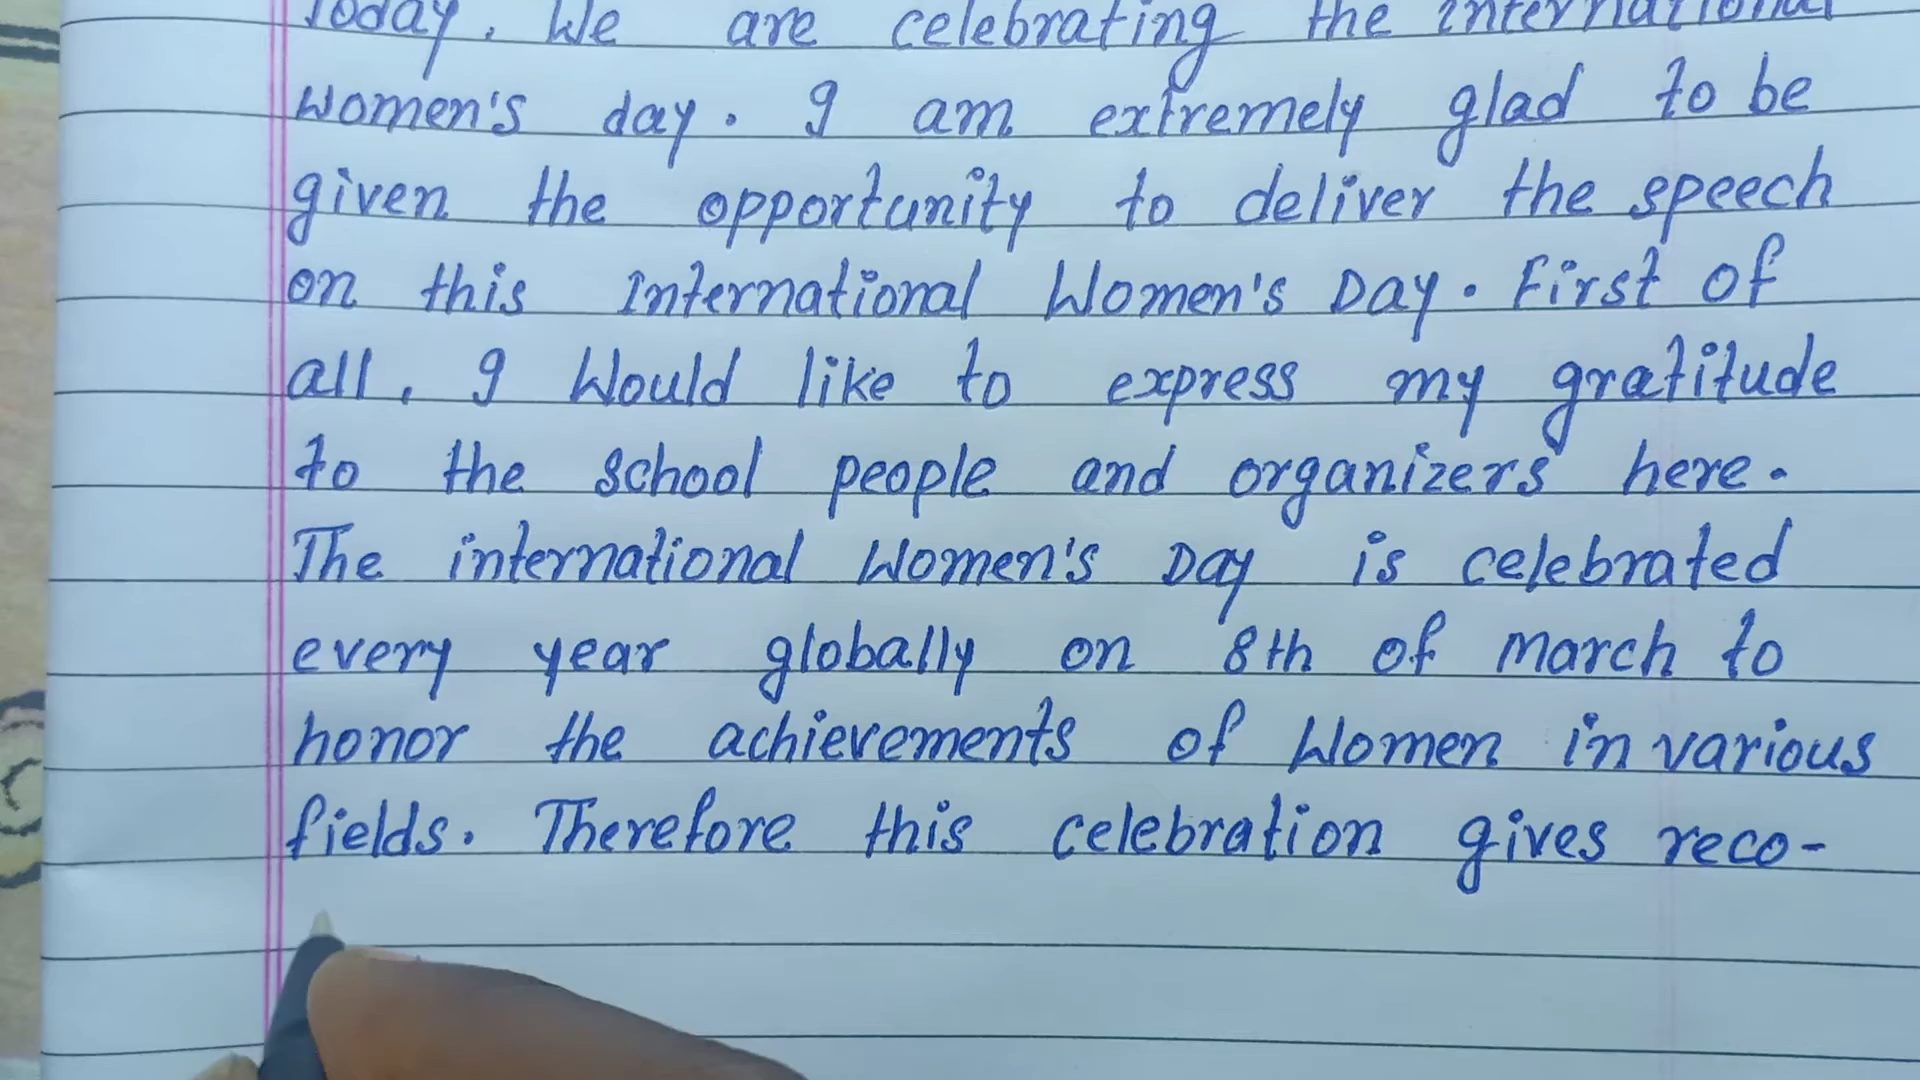 Today. We are celebrating the international
women's day. I am extremely glad to be
given the opportunity to deliver the speech
on this International Women's Day. First of
all, I would like to express my gratitude
to the school people and organizers here.
The international Women's Day is celebrated
every year globally on 8th of march to
honor the achievements of Women in various
fields. Therefore this celebration gives reco-